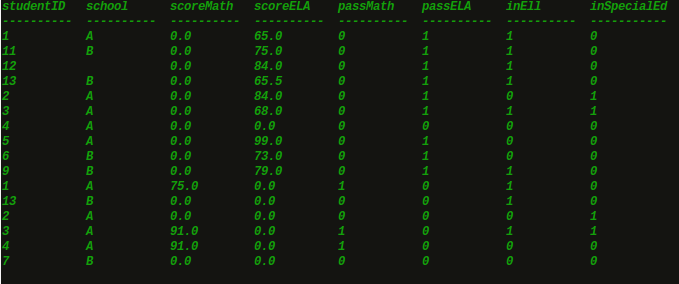 studentID   school      scoreMath   scoreELA    passMath    passELA     inEll       inSpecialEd
----------  ----------  ----------  ----------  ----------  ----------  ----------  -----------
1           A           0.0         65.0        0           1           1           0
11          B           0.0         75.0        0           1           1           0
12                      0.0         84.0        0           1           1           0
13          B           0.0         65.5        0           1           1           0
2           A           0.0         84.0        0           1           0           1
3           A           0.0         68.0        0           1           1           1
4           A           0.0         0.0         0           0           0           0
5           A           0.0         99.0        0           1           0           0
6           B           0.0         73.0        0           1           0           0
9           B           0.0         79.0        0           1           1           0
1           A           75.0        0.0         1           0           1           0
13          B           0.0         0.0         0           0           1           0
2           A           0.0         0.0         0           0           0           1
3           A           91.0        0.0         1           0           1           1
4           A           91.0        0.0         1           0           0           0
7           B           0.0         0.0         0           0           0           0